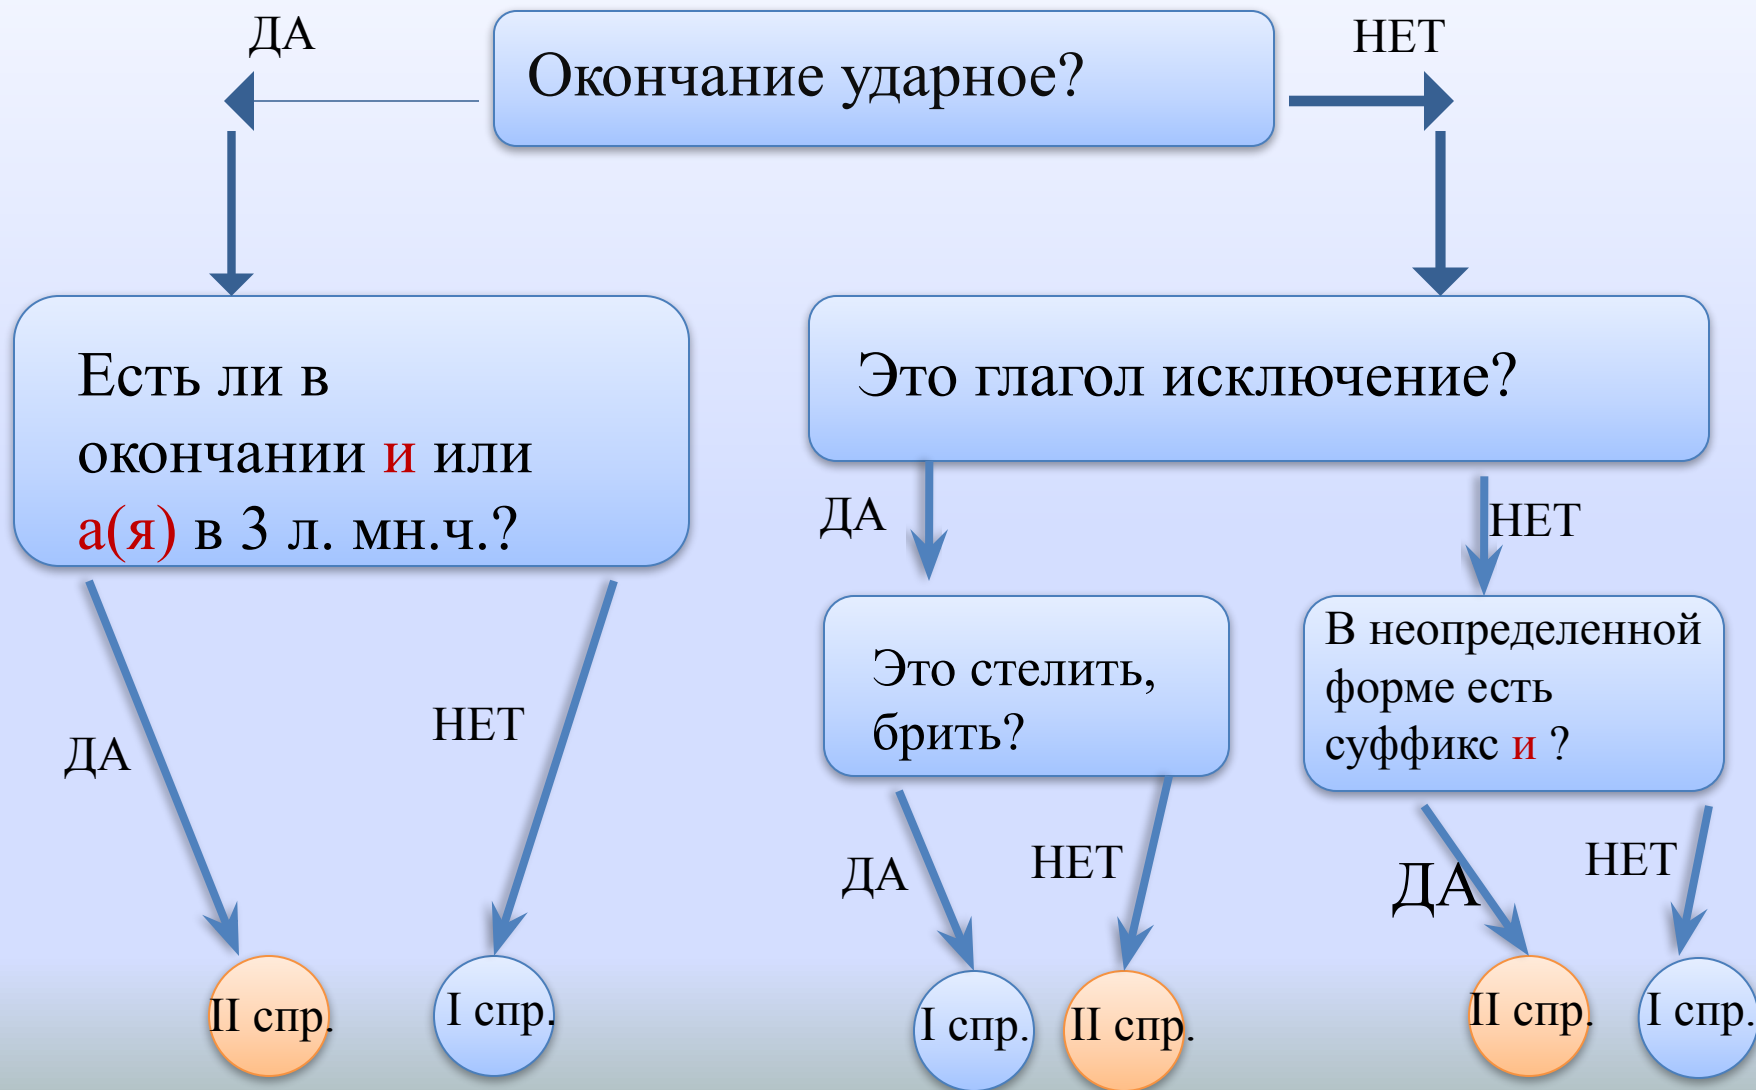 ДА
Окончание ударное?
НЕТ
Есть ли в
окончании и или
а(я) в 3 л. мн.ч.?
Это глагол исключение?
ДА
НЕТ
Это стелить,
брить?
В неопределенной
форме есть
суффикс и ?
ДА
НЕТ
ДА
НЕТ
ДА
НЕТ
II спр.
I спр.
I спр.
II спр.
II спр.
I спр.